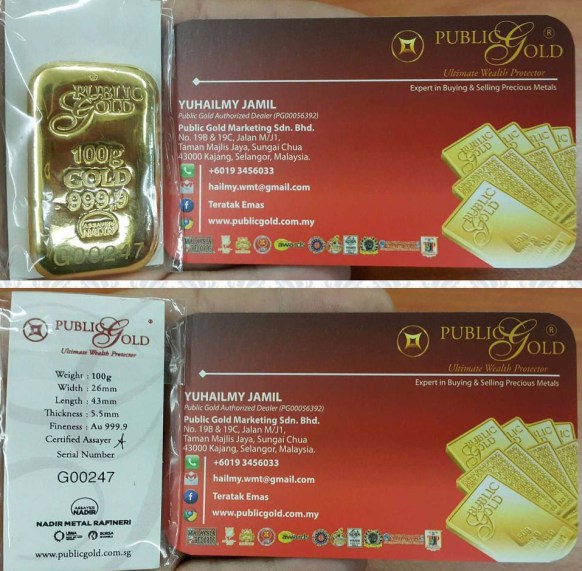 PUBLIC
GOLD
100g
GOLD
999.9
ASSAYER
NADIR
G00247
PUBLIC GOLD ®
Ultimate Wealth Protector
Expert in Buying & Selling Precious Metals
YUHAILMY JAMIL
Public Gold Authorized Dealer (PG00056392)
Public Gold Marketing Sdn. Bhd.
No. 19B & 19C, Jalan M/J1,
Taman Majlis Jaya, Sungai Chua
43000 Kajang, Selangor, Malaysia.
+6019 3456033
hailmy.wmt@gmail.com
Teratak Emas
www.publicgold.com.my
PUBLIC GOLD ®
Ultimate Wealth Protector
Weight : 100g
Width : 26mm
Length : 43mm
Thickness : 5.5mm
Fineness : Au 999.9
Certified Assayer
Serial Number
G00247
ASSAYER
NADIR
NADIR METAL RAFİNERİ
www.publicgold.com.sg
PUBLIC GOLD ®
Ultimate Wealth Protector
Expert in Buying & Selling Precious Metals
YUHAILMY JAMIL
Public Gold Authorized Dealer (PG00056392)
Public Gold Marketing Sdn. Bhd.
No. 19B & 19C, Jalan M/J1,
Taman Majlis Jaya, Sungai Chua
43000 Kajang, Selangor, Malaysia.
+6019 3456033
hailmy.wmt@gmail.com
Teratak Emas
www.publicgold.com.my